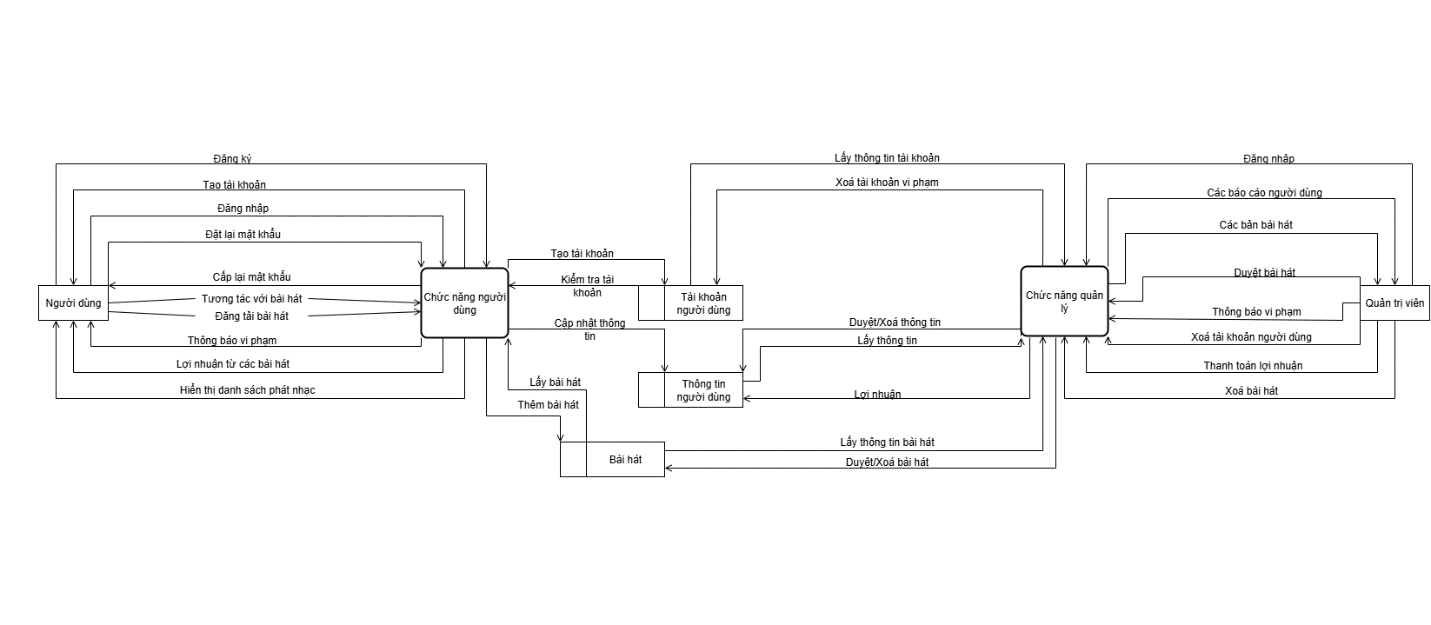 Đăng ký
Tạo tài khoản
Đăng nhập
Đặt lại mật khẩu
Cấp lại mật khẩu
Người dùng
Tương tác với bài hát
Đăng tải bài hát
Thông báo vi phạm
Lợi nhuận từ các bài hát
Hiển thị danh sách phát nhạc
Chức năng người
dùng
Tạo tài khoản
Kiểm tra tài
khoản
Cập nhật thông
tin
Lấy bài hát
Thêm bài hát
Tài khoản
người dùng
Thông tin
người dùng
Bài hát
Lấy thông tin tài khoản
Xoá tài khoản vi phạm
Duyệt/Xoá thông tin
Lấy thông tin
Lợi nhuận
Lấy thông tin bài hát
Duyệt/Xoá bài hát
Chức năng quản
lý
Đăng nhập
Các báo cáo người dùng
Các bản bài hát
Duyệt bài hát
Thông báo vi phạm
Xoá tài khoản người dùng
Thanh toán lợi nhuận
Xoá bài hát
Quản trị viên